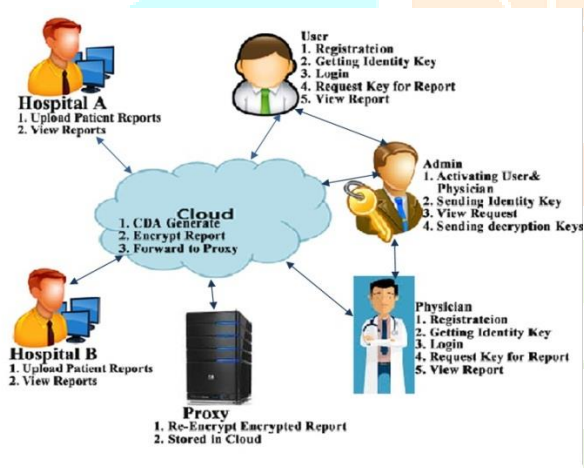 User
1. Registrateion
2. Getting Identity Key
3. Login
4. Request Key for Report
5. View Report
Hospital A
1. Upload Patient Reports
2. View Reports
Admin
1. Activating User&
Physician
2. Sending Identity Key
3. View Request
4. Sending decryption Keys
Cloud
1. CDA Generate
2. Encrypt Report
3. Forward to Proxy
Physician
1. Registrateion
2. Getting Identity Key
3. Login
4. Request Key for Report
5. View Report
Hospital B
1. Upload Patient Reports
2. View Reports
Proxy
1. Re-Encrypt Encrypted Report
2. Stored in Cloud